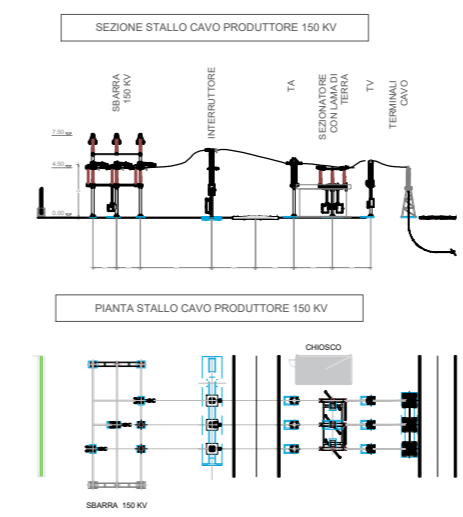 SEZIONE STALLO CAVO PRODUTTORE 150 KV
SBARRA
150 KV
INTERRUTTORE
TA
SEZIONATORE
CON LAMA DI
TERRA
TV
TERMINALI
CAVO
7.50
4.50
0.00
PIANTA STALLO CAVO PRODUTTORE 150 KV
CHIOSCO
SBARRA 150 KV